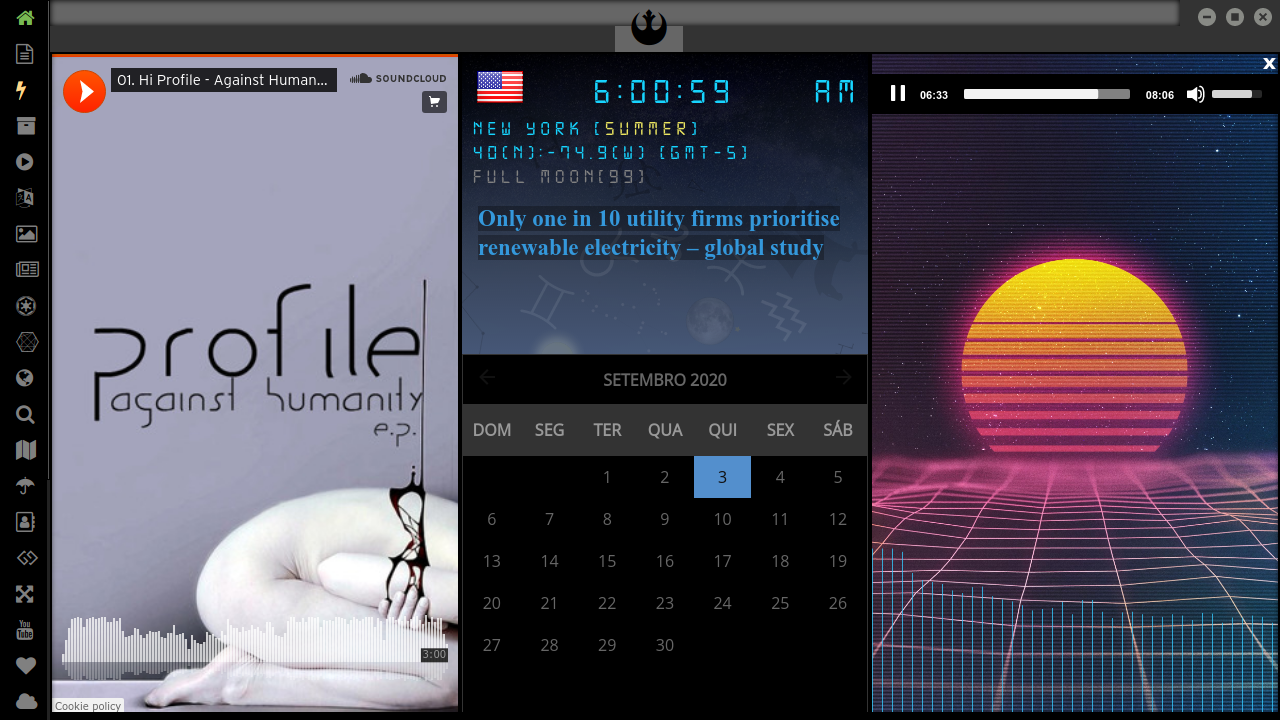 01. Hi Profile - Against Human...
SOUNDCLOUD
profile
against humanity
e.p.
3:00
Cookie policy
You
Tube
6:00:59 AM
NEW YORK (SUMMER)
40(N):-74.9(W) (GMT-5)
FULL MOON(99)
Only one in 10 utility firms prioritise
renewable electricity – global study
SETEMBRO 2020
DOM SEG TER QUA QUI SEX SÁB
1 2 3 4 5
6 7 8 9 10 11 12
13 14 15 16 17 18 19
20 21 22 23 24 25 26
27 28 29 30
x
06:33 08:06